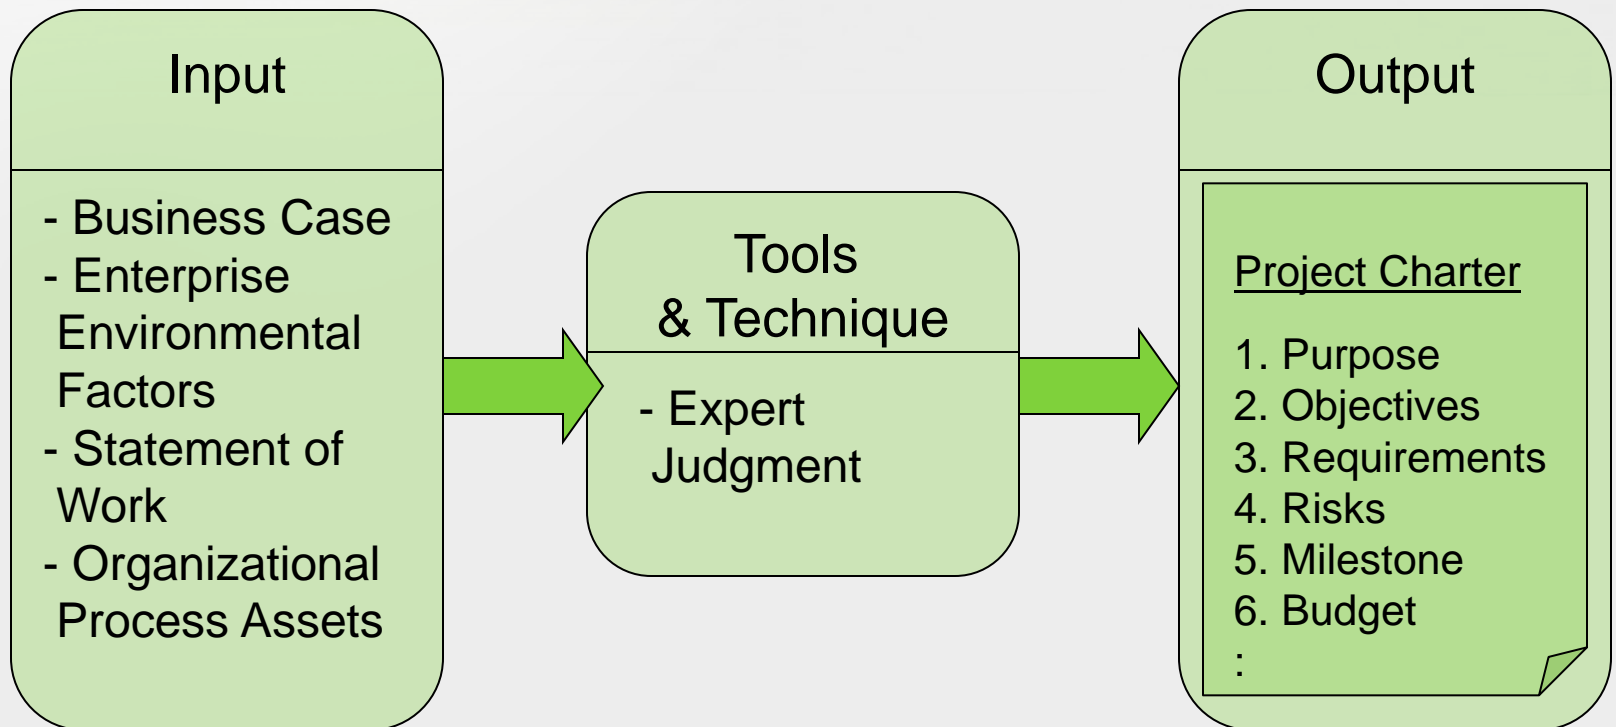 Input
- Business Case
- Enterprise
Environmental
Factors
- Statement of
Work
- Organizational
Process Assets
Tools
& Technique
- Expert
Judgment
Output
Project Charter
1. Purpose
2. Objectives
3. Requirements
4. Risks
5. Milestone
6. Budget
: